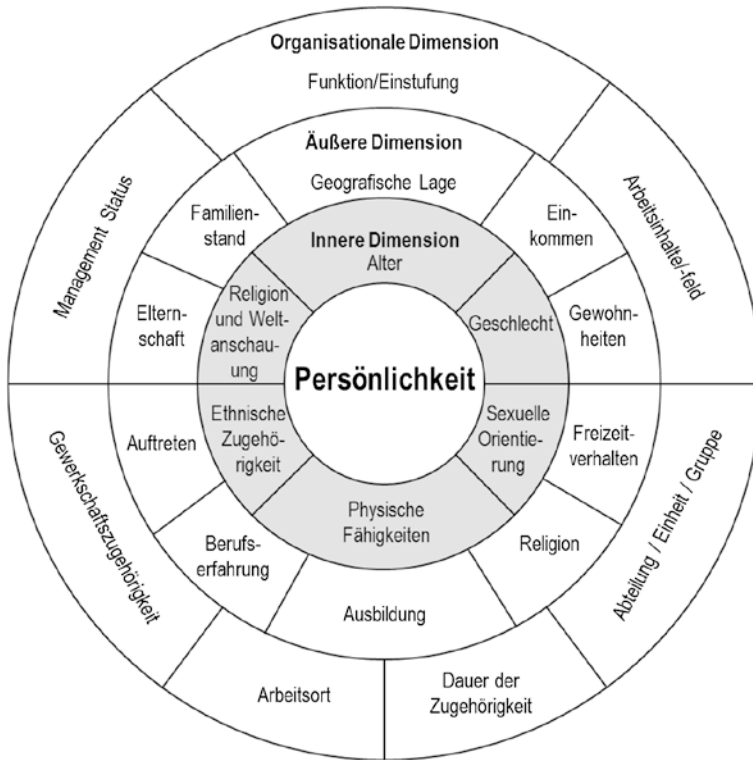 Organisationale Dimension
Funktion/Einstufung
Arbeitsinhalte/-feld
Abteilung / Einheit / Gruppe
Dauer der
Zugehörigkeit
Arbeitsort
Gewerkschaftszugehörigkeit
Management Status
Äußere Dimension
Geografische Lage
Ein-
kommen
Gewohn-
heiten
Freizeit-
verhalten
Religion
Ausbildung
Berufs-
erfahrung
Auftreten
Eltern-
schaft
Familien-
stand
Innere Dimension
Alter
Geschlecht
Sexuelle
Orientie-
rung
Physische
Fähigkeiten
Ethnische
Zugehö-
rigkeit
Religion
und Welt-
anschau-
ung
Persönlichkeit